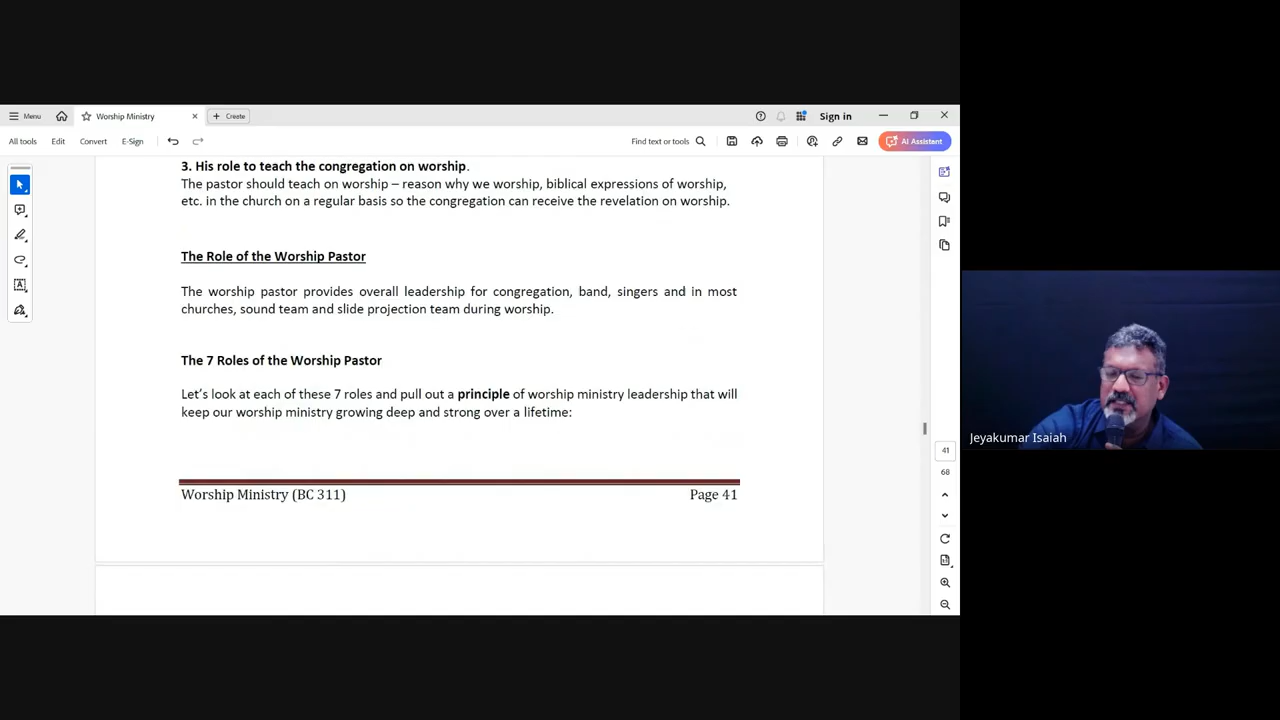 Menu
Worship Ministry
Create
Sign in
All tools
Edit
Convert
E-Sign
Find text or tools
AI Assistant
3. His role to teach the congregation on worship.
The pastor should teach on worship – reason why we worship, biblical expressions of worship,
etc. in the church on a regular basis so the congregation can receive the revelation on worship.
The Role of the Worship Pastor
The worship pastor provides overall leadership for congregation, band, singers and in most
churches, sound team and slide projection team during worship.
The 7 Roles of the Worship Pastor
Let's look at each of these 7 roles and pull out a principle of worship ministry leadership that will
keep our worship ministry growing deep and strong over a lifetime:
Worship Ministry (BC 311)
Page 41
41
68
Jeyakumar Isaiah